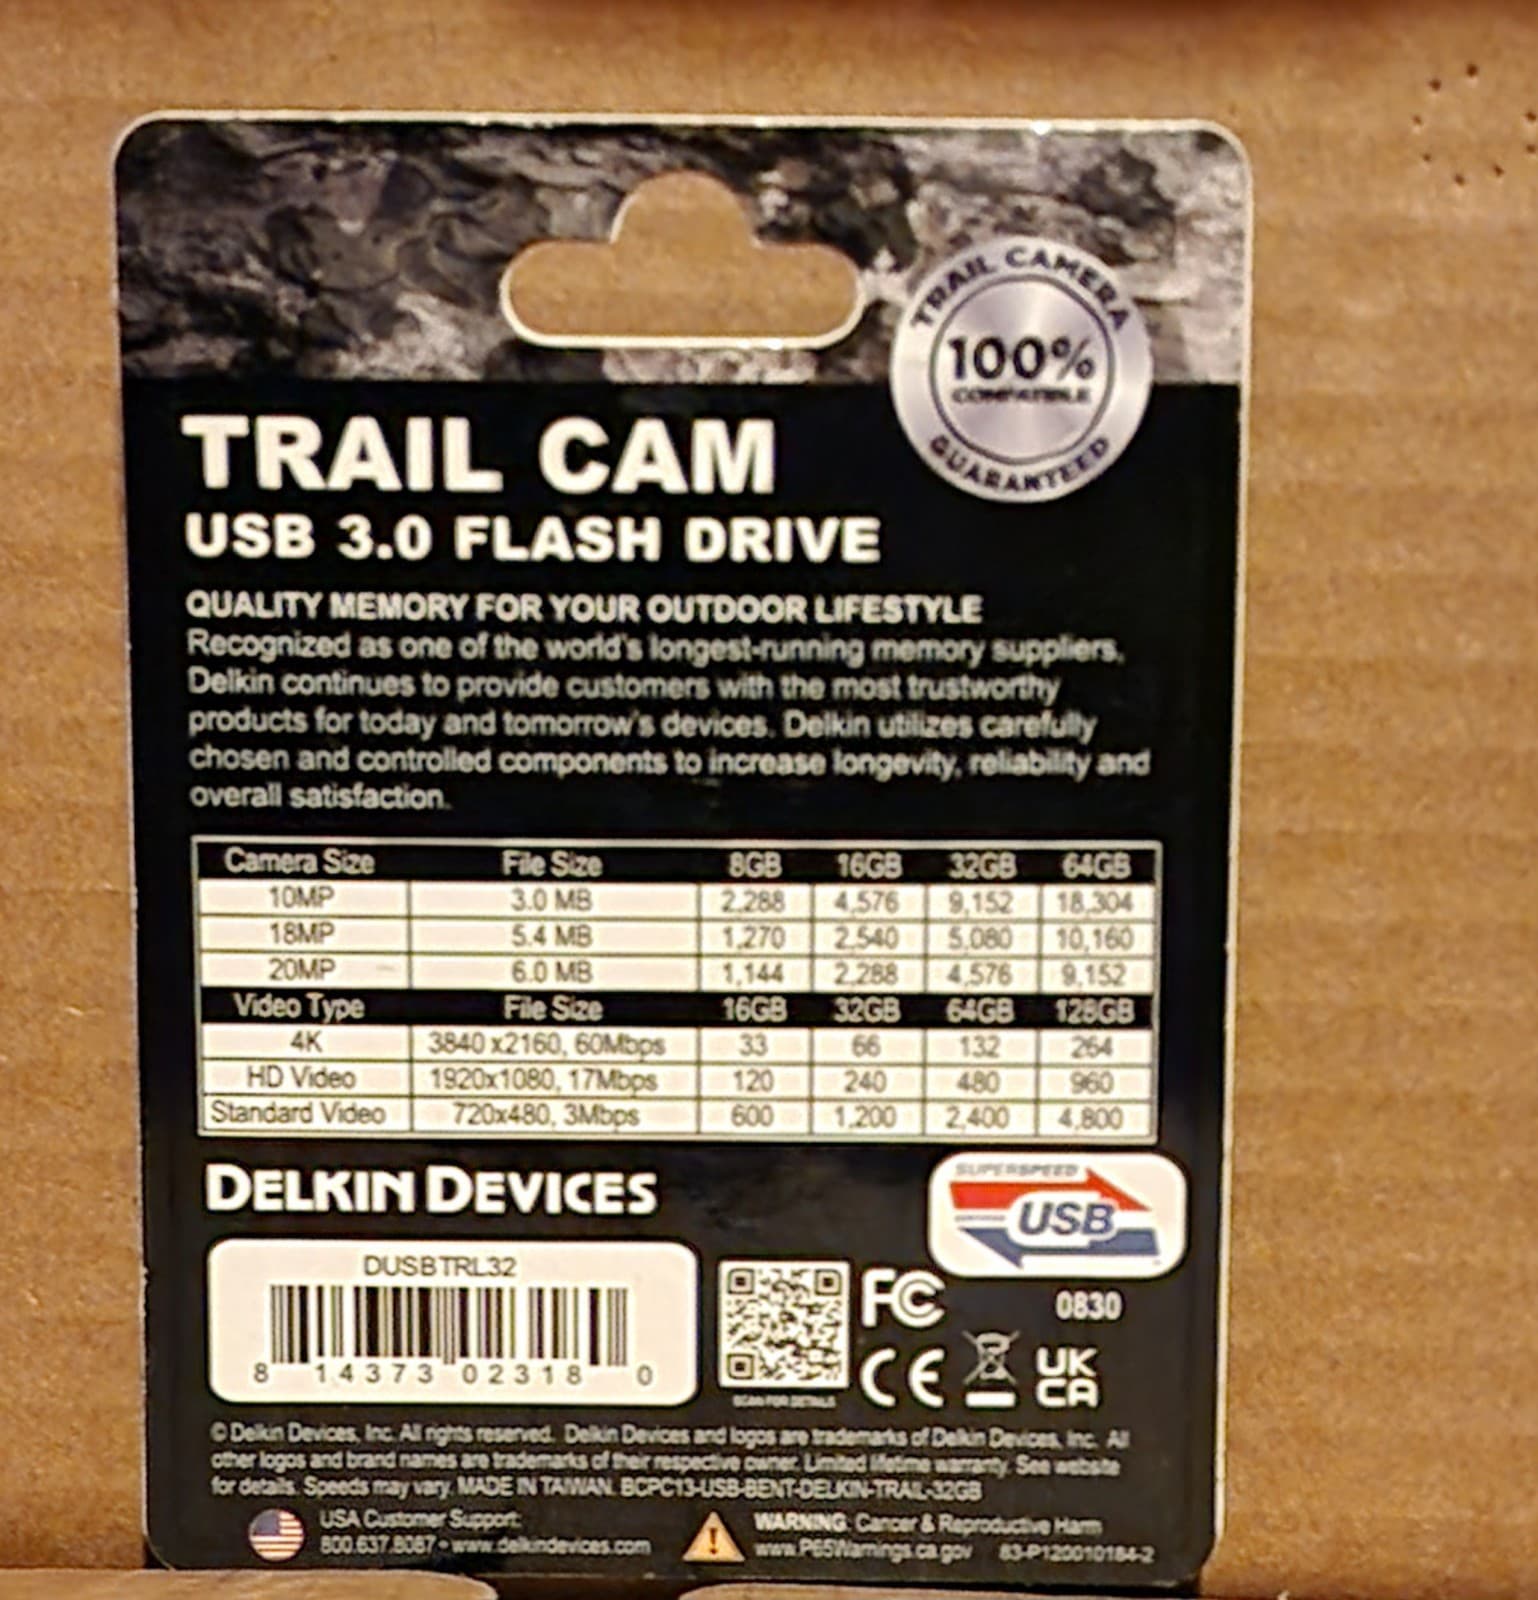 TRAIL CAMERA
100%
COMPATIBLE
GUARANTEED
TRAIL CAM
USB 3.0 FLASH DRIVE
QUALITY MEMORY FOR YOUR OUTDOOR LIFESTYLE
Recognized as one of the world's longest-running memory suppliers,
Delkin continues to provide customers with the most trustworthy
products for today and tomorrow's devices. Delkin utilizes carefully
chosen and controlled components to increase longevity, reliability and
overall satisfaction.
Camera Size File Size 8GB 16GB 32GB 64GB
10MP 3.0 MB 2,288 4,576 9,152 18,304
18MP 5.4 MB 1,270 2,540 5,080 10,160
20MP 6.0 MB 1,144 2,288 4,576 9,152
Video Type File Size 16GB 32GB 64GB 128GB
4K 3840 x2160, 60Mbps 33 66 132 264
HD Video 1920x1080, 17Mbps 120 240 480 960
Standard Video 720x480, 3Mbps 600 1,200 2,400 4,800
DELKIN DEVICES
SUPERSPEED
USB
DUSBTRL32
8 14373 02318 0
SCAN FOR DETAILS
FC
0830
CE
UK
CA
© Delkin Devices, Inc. All rights reserved. Delkin Devices and logos are trademarks of Delkin Devices, Inc. All
other logos and brand names are trademarks of their respective owner. Limited lifetime warranty. See website
for details. Speeds may vary. MADE IN TAIWAN. BCPC13-USB-BENT-DELKIN-TRAIL-32GB
USA Customer Support:
800.637.8087 • www.delkindevices.com
WARNING: Cancer & Reproductive Harm
www.P65Warnings.ca.gov 83-P120010184-2